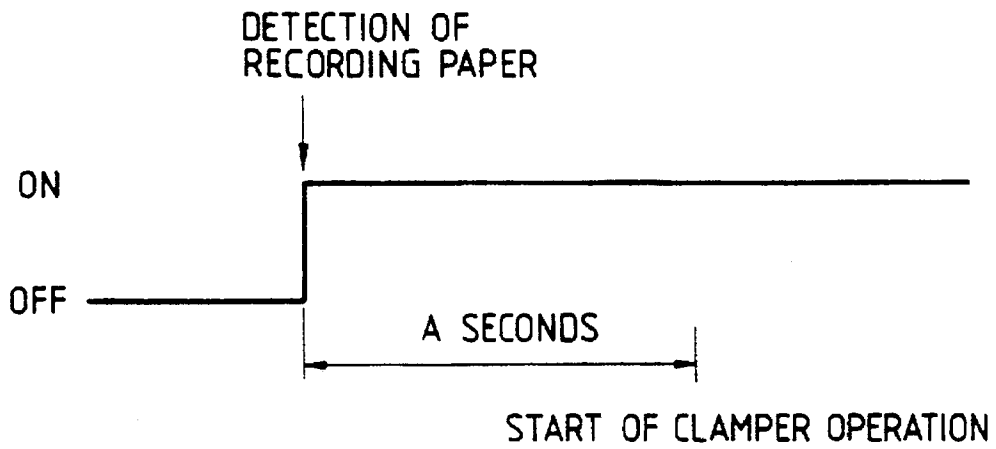 DETECTION OF
RECORDING PAPER
ON
OFF
A SECONDS
START OF CLAMPER OPERATION